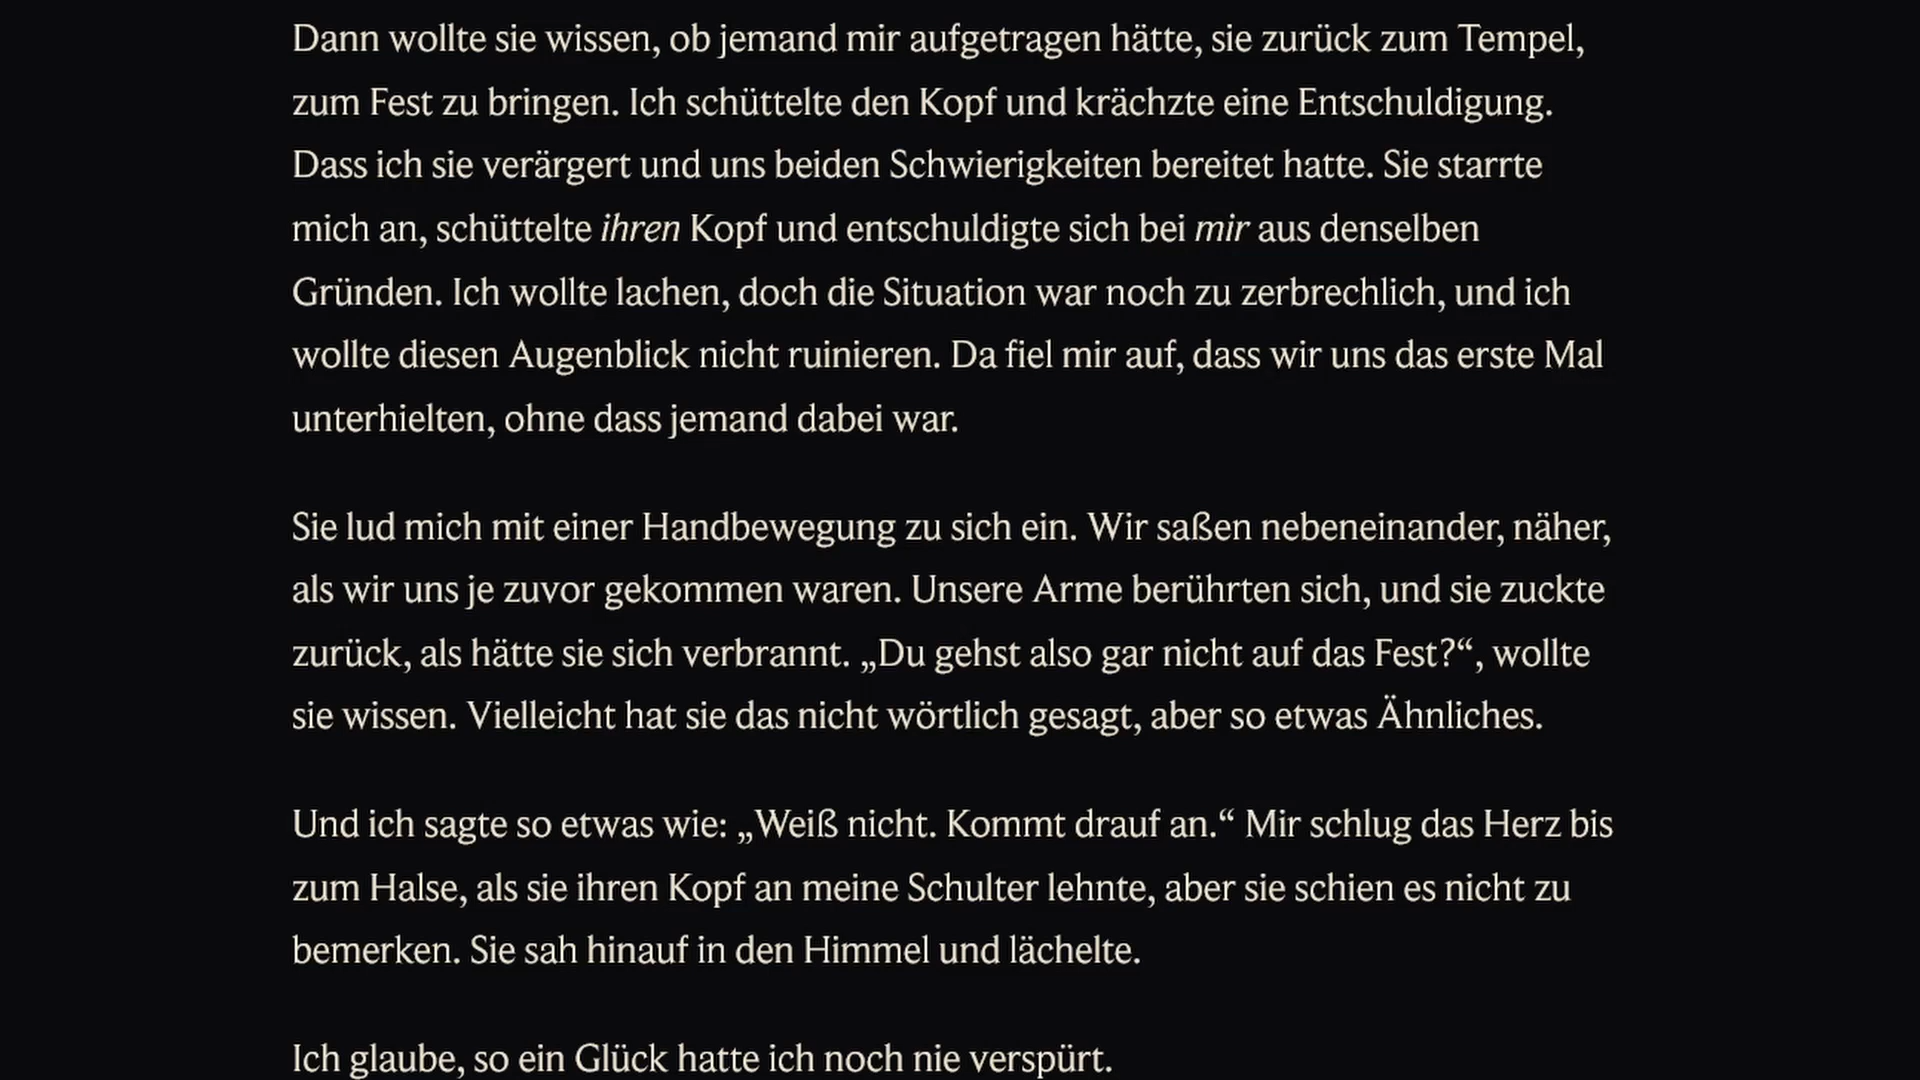 Dann wollte sie wissen, ob jemand mir aufgetragen hätte, sie zurück zum Tempel,
zum Fest zu bringen. Ich schüttelte den Kopf und krächzte eine Entschuldigung.
Dass ich sie verärgert und uns beiden Schwierigkeiten bereitet hatte. Sie starrte
mich an, schüttelte ihren Kopf und entschuldigte sich bei mir aus denselben
Gründen. Ich wollte lachen, doch die Situation war noch zu zerbrechlich, und ich
wollte diesen Augenblick nicht ruinieren. Da fiel mir auf, dass wir uns das erste Mal
unterhielten, ohne dass jemand dabei war.
Sie lud mich mit einer Handbewegung zu sich ein. Wir saßen nebeneinander, näher,
als wir uns je zuvor gekommen waren. Unsere Arme berührten sich, und sie zuckte
zurück, als hätte sie sich verbrannt. „Du gehst also gar nicht auf das Fest?“, wollte
sie wissen. Vielleicht hat sie das nicht wörtlich gesagt, aber so etwas Ähnliches.
Und ich sagte so etwas wie: „Weiß nicht. Kommt drauf an.“ Mir schlug das Herz bis
zum Halse, als sie ihren Kopf an meine Schulter lehnte, aber sie schien es nicht zu
bemerken. Sie sah hinauf in den Himmel und lächelte.
Ich glaube, so ein Glück hatte ich noch nie verspürt.